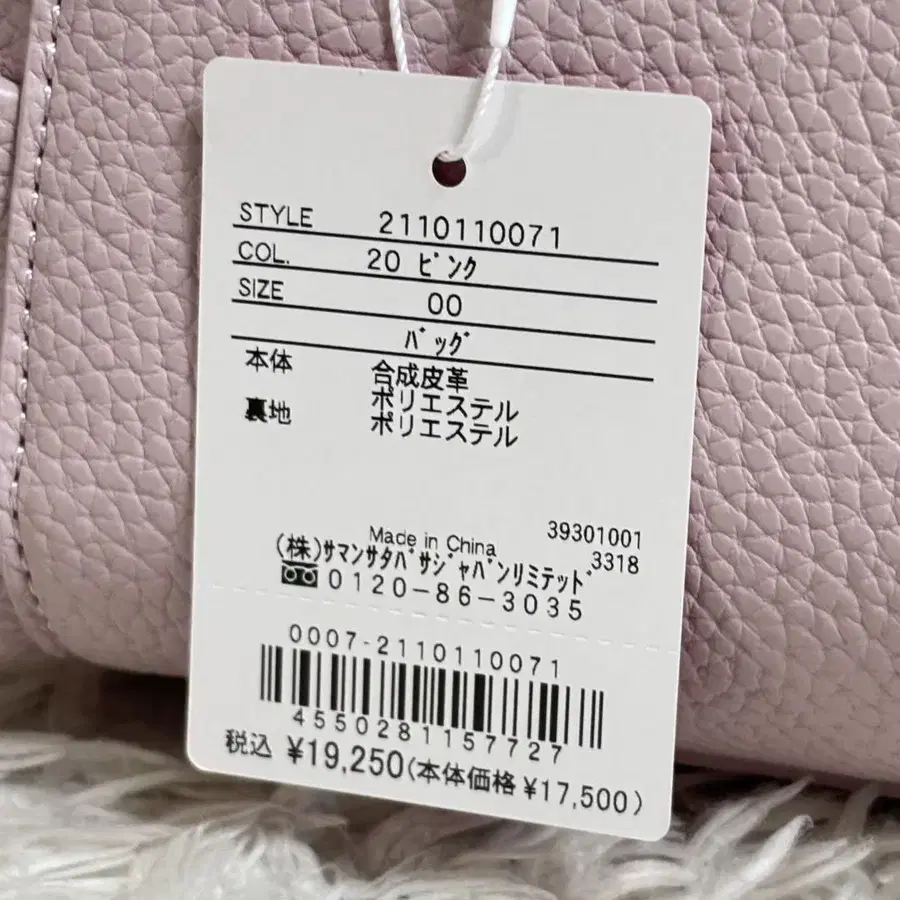 STYLE 2110110071
COL. 20 ピンク
SIZE 00
バッグ
本体 合成皮革
ポリエステル
裏地 ポリエステル
39301001
Made in China 3318
(株)サマンサタバサジャパンリミテッド
0120-86-3035
0007-2110110071
4550281157727
税込 ¥19,250(本体価格 ¥17,500)